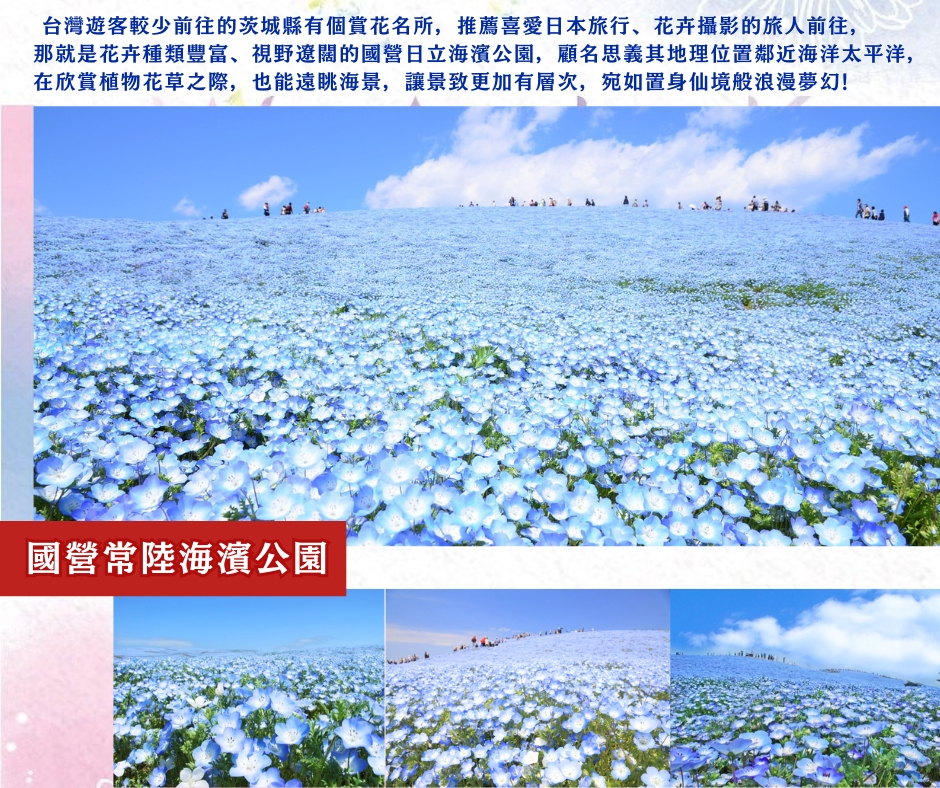 台灣遊客較少前往的茨城縣有個賞花名所，推薦喜愛日本旅行、花卉攝影的旅人前往，
那就是花卉種類豐富、視野遼闊的國營日立海濱公園，顧名思義其地理位置鄰近海洋太平洋，
在欣賞植物花草之際，也能遠眺海景，讓景致更加有層次，宛如置身仙境般浪漫夢幻！
國營常陸海濱公園